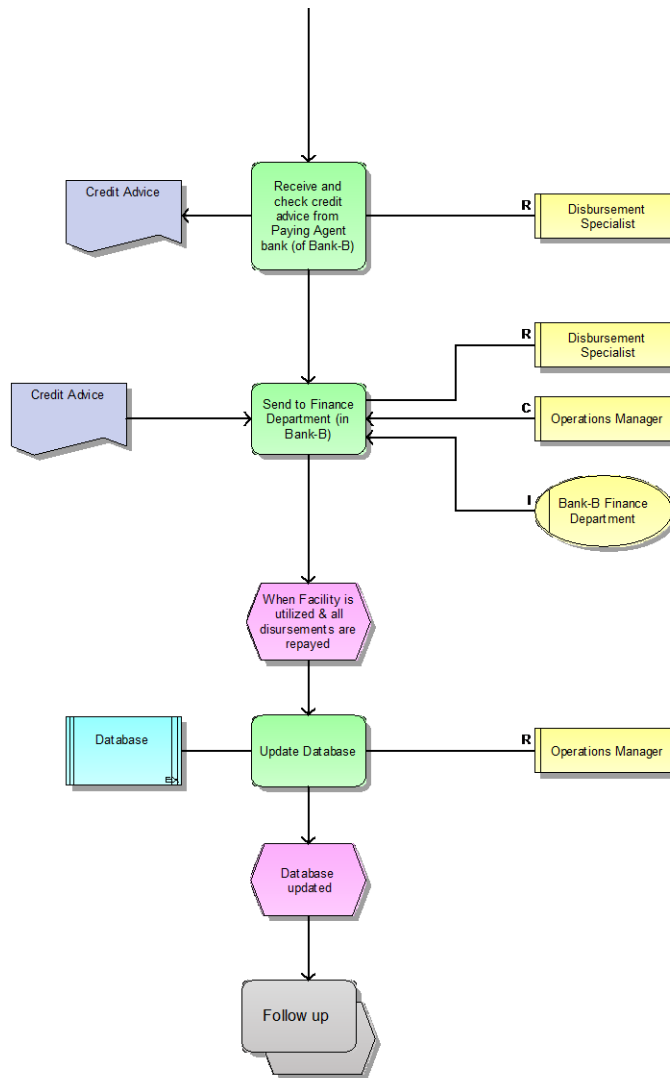 Credit Advice
Receive and
check credit
advice from
Paying Agent
bank (of Bank-B)
R
Disbursement
Specialist
R
Disbursement
Specialist
Credit Advice
Send to Finance
Department (in
Bank-B)
C
Operations Manager
I
Bank-B Finance
Department
When Facility is
utilized & all
disursements are
repayed
Database
Update Database
R
Operations Manager
Database
updated
Follow up